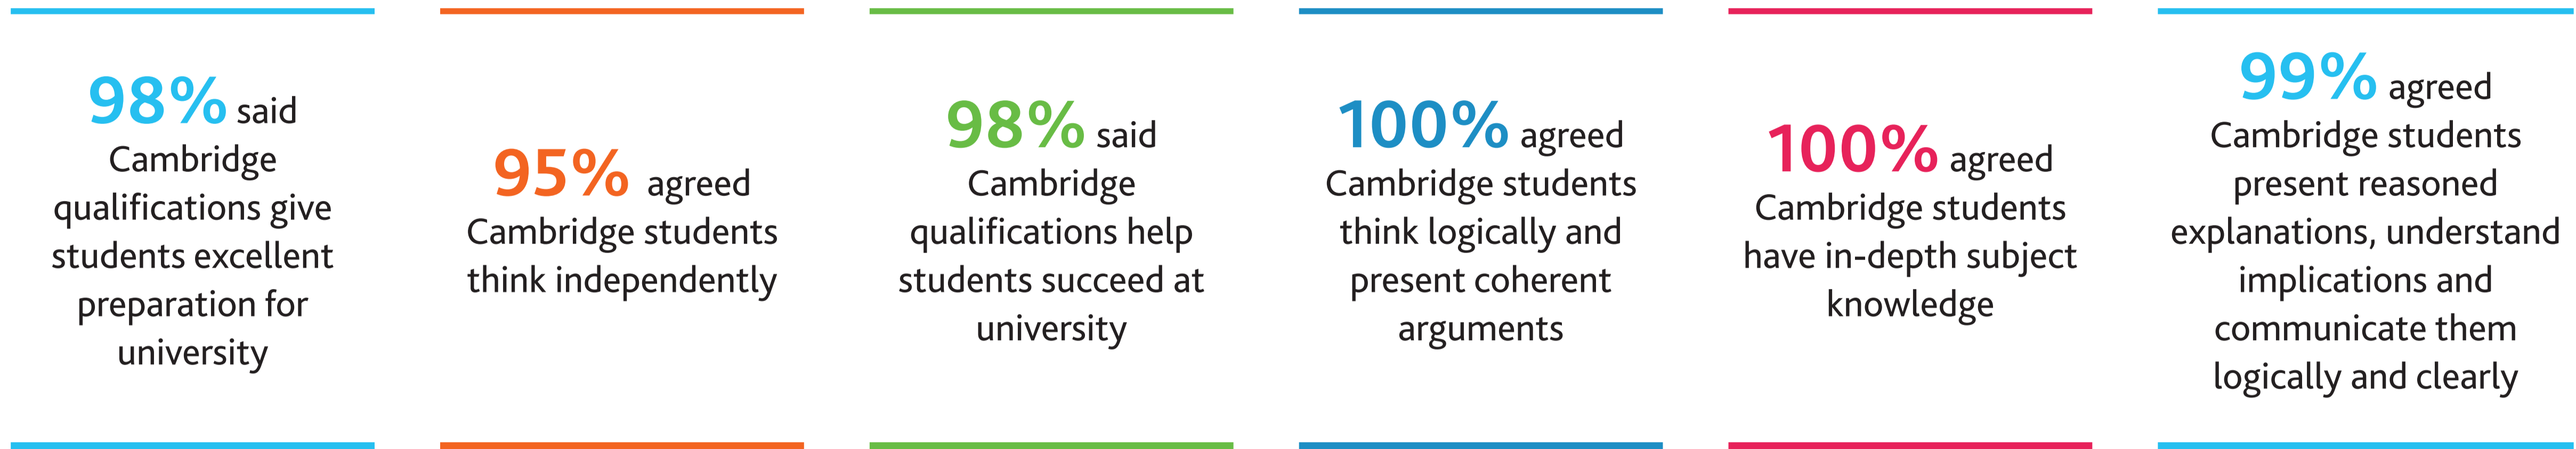 98% said
Cambridge
qualifications give
students excellent
preparation for
university
95% agreed
Cambridge students
think independently
98% said
Cambridge
qualifications help
students succeed at
university
100% agreed
Cambridge students
think logically and
present coherent
arguments
100% agreed
Cambridge students
have in-depth subject
knowledge
99% agreed
Cambridge students
present reasoned
explanations, understand
implications and
communicate them
logically and clearly